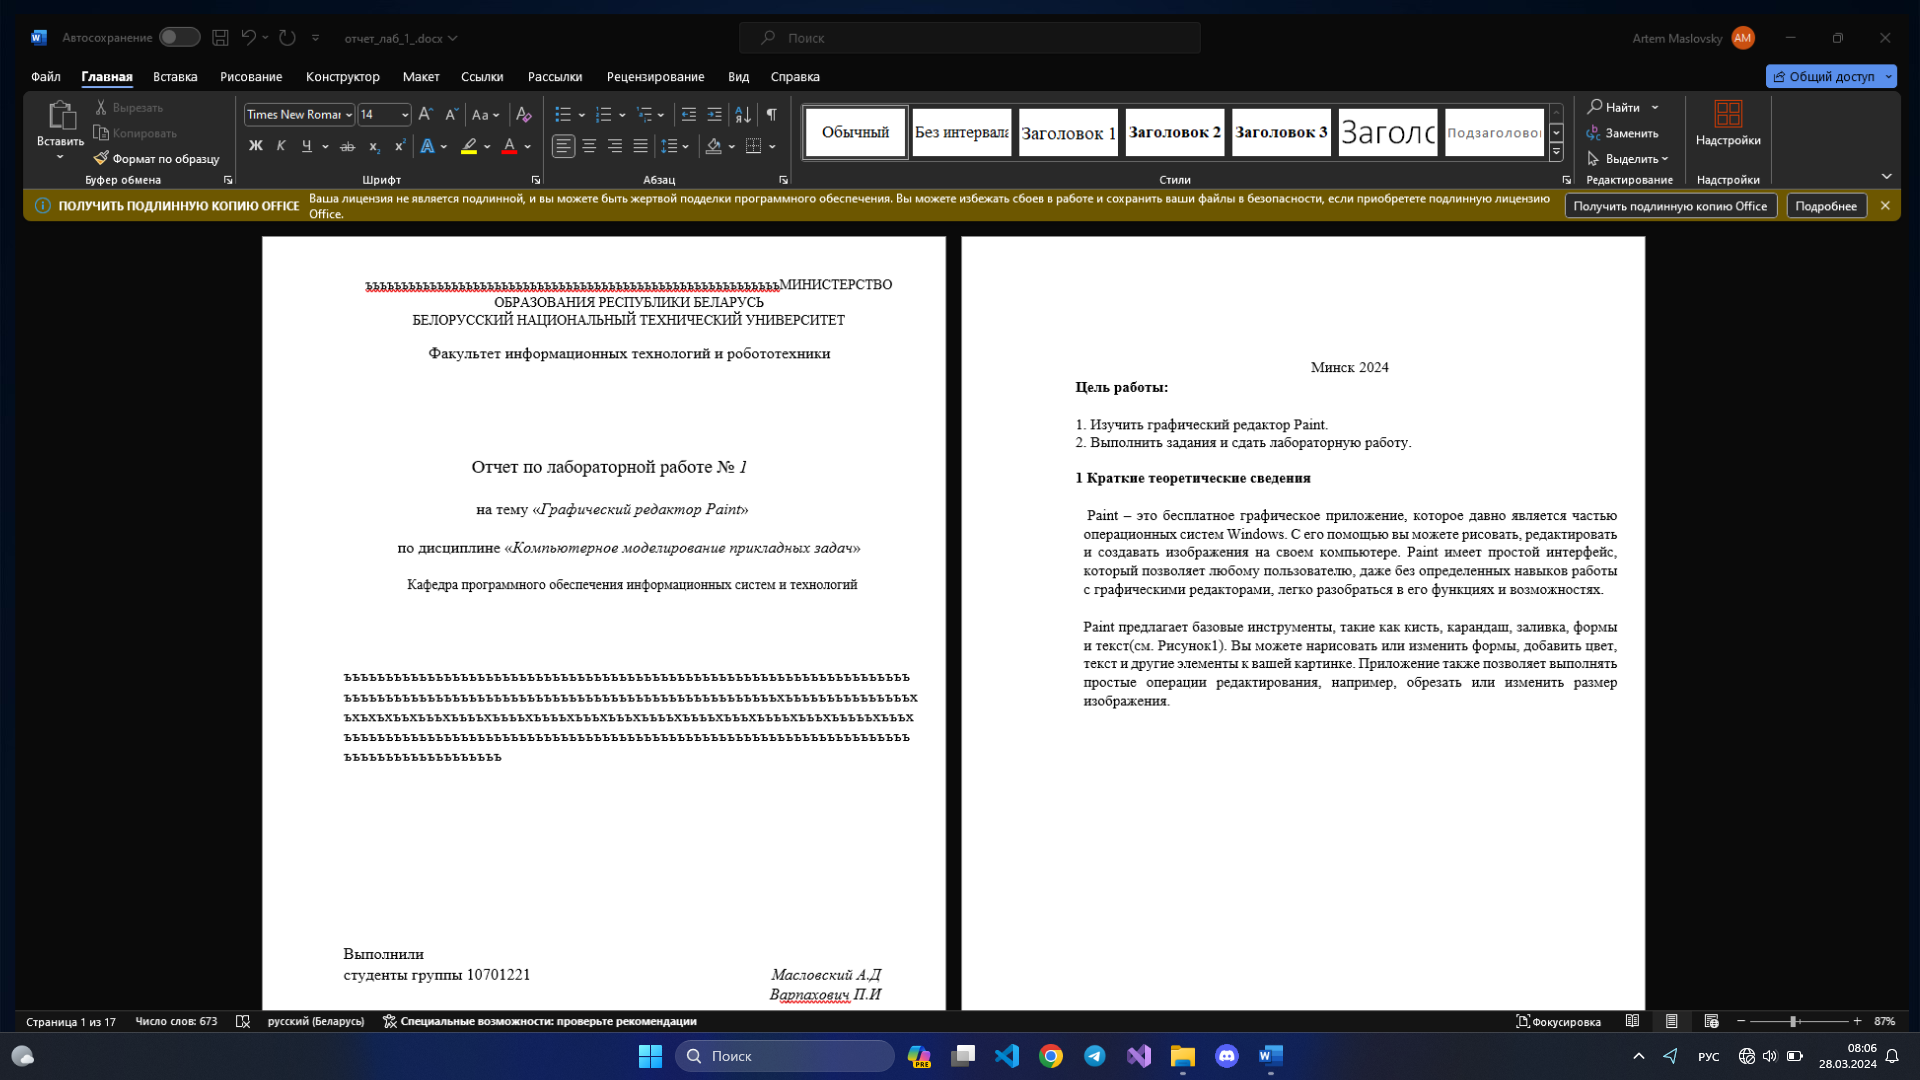 Автосохранение
отчет_лаб_1_.docx
Поиск
Artem Maslovsky
AM
Файл Главная Вставка Рисование Конструктор Макет Ссылки Рассылки Рецензирование Вид Справка
Общий доступ
Вставить
Вырезать
Копировать
Формат по образцу
Буфер обмена
Times New Roman 14
Шрифт
Абзац
Обычный
Без интервала
Заголовок 1
Заголовок 2
Заголовок 3
Стили
Найти
Заменить
Выделить
Редактирование
Надстройки
Надстройки
ПОЛУЧИТЬ ПОДЛИННУЮ КОПИЮ OFFICE
Ваша лицензия не является подлинной, и вы можете быть жертвой подделки программного обеспечения. Вы можете избежать сбоев в работе и сохранить ваши файлы в безопасности, если приобретете подлинную лицензию
Office.
Получить подлинную копию Office
Подробнее
МИНИСТЕРСТВО
ОБРАЗОВАНИЯ РЕСПУБЛИКИ БЕЛАРУСЬ
БЕЛОРУССКИЙ НАЦИОНАЛЬНЫЙ ТЕХНИЧЕСКИЙ УНИВЕРСИТЕТ
Факультет информационных технологий и робототехники
Отчет по лабораторной работе № 1
на тему «Графический редактор Paint»
по дисциплине «Компьютерное моделирование прикладных задач»
Кафедра программного обеспечения информационных систем и технологий
Выполнили
студенты группы 10701221
Масловский А.Д
Варпахович П.И
Минск 2024
Цель работы:
1. Изучить графический редактор Paint.
2. Выполнить задания и сдать лабораторную работу.
1 Краткие теоретические сведения
Paint – это бесплатное графическое приложение, которое давно является частью
операционных систем Windows. С его помощью вы можете рисовать, редактировать
и создавать изображения на своем компьютере. Paint имеет простой интерфейс,
который позволяет любому пользователю, даже без определенных навыков работы
с графическими редакторами, легко разобраться в его функциях и возможностях.
Paint предлагает базовые инструменты, такие как кисть, карандаш, заливка, формы
и текст(см. Рисунок1). Вы можете нарисовать или изменить формы, добавить цвет,
текст и другие элементы к вашей картинке. Приложение также позволяет выполнять
простые операции редактирования, например, обрезать или изменить размер
изображения.
Страница 1 из 17
Число слов: 673
русский (Беларусь)
Специальные возможности: проверьте рекомендации
Фокусировка
87%
Поиск
РУС
08:06
28.03.2024